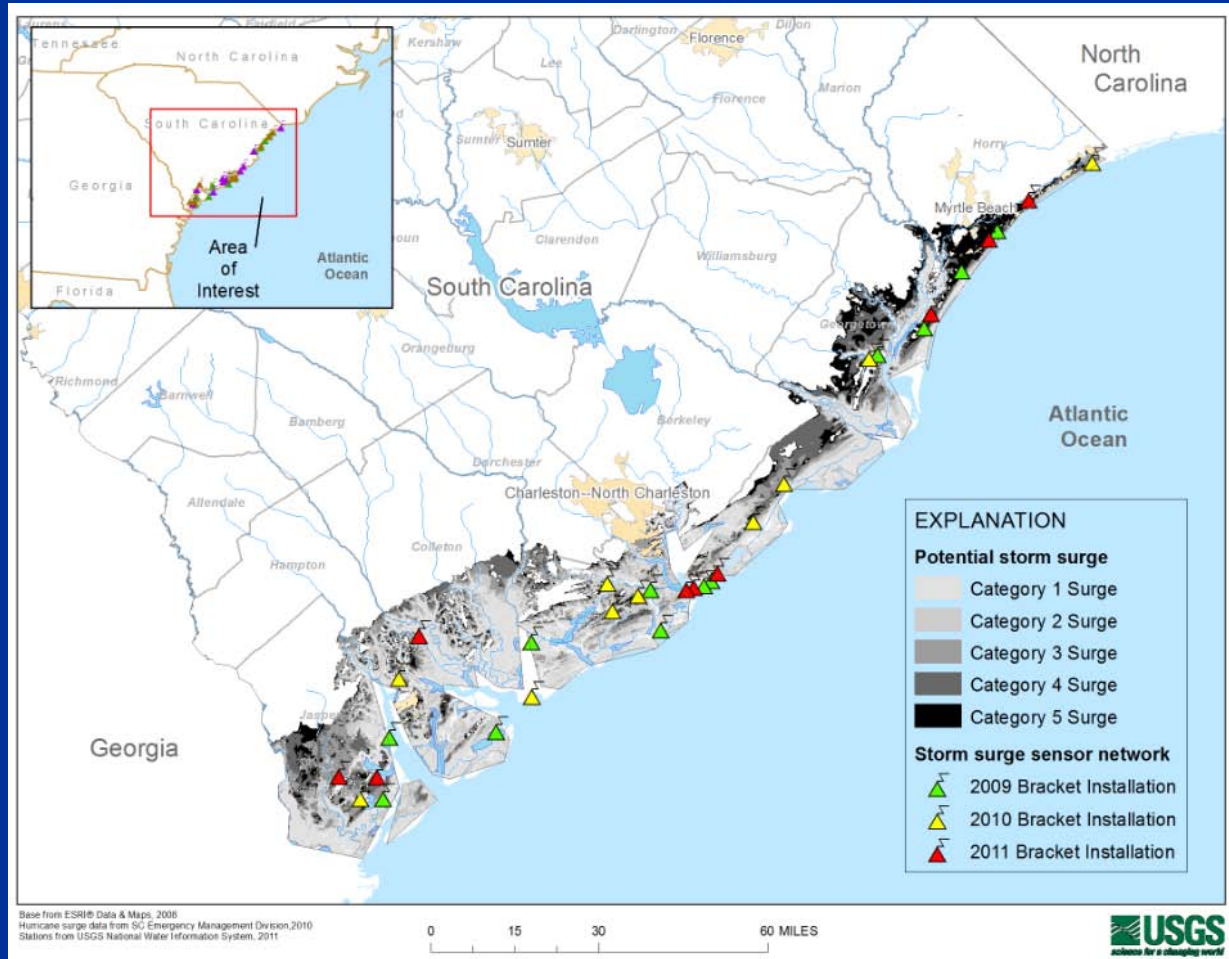 Tennessee
North Carolina
South Carolina
Georgia
Florida
Area
of
Interest
Atlantic
Ocean
Fairfield
Kershaw
Darlington
Dillon
Florence
Lee
Marion
Florence
Sumter
Sumter
North
Carolina
Horry
Myrtle Beach
Clarendon
Williamsburg
South Carolina
Georgetown
Orangeburg
Richmond
Barnwell
Bamberg
Berkeley
Dorchester
Atlantic
Ocean
Charleston--North Charleston
Allendale
Colleton
Hampton
Jasper
Georgia
EXPLANATION
Potential storm surge
Category 1 Surge
Category 2 Surge
Category 3 Surge
Category 4 Surge
Category 5 Surge
Storm surge sensor network
2009 Bracket Installation
2010 Bracket Installation
2011 Bracket Installation
Base from ESRI® Data & Maps, 2006
Hurricane surge data from SC Emergency Management Division,2010
Stations from USGS National Water Information System, 2011
0 15 30 60 MILES
USGS
science for a changing world